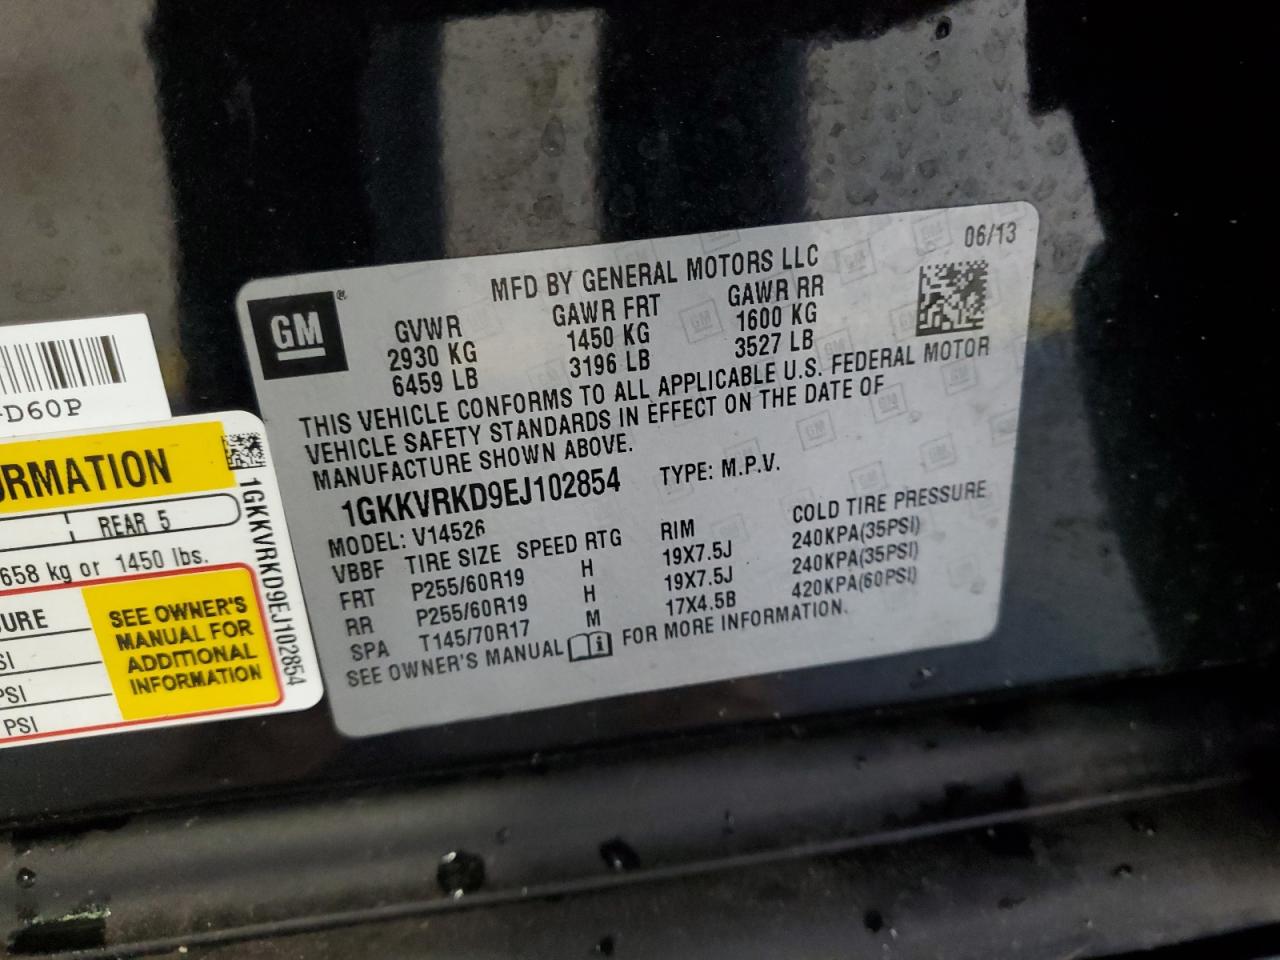 06/13
MFD BY GENERAL MOTORS LLC
GM ®
GVWR GAWR FRT GAWR RR
2930 KG 1450 KG 1600 KG
6459 LB 3196 LB 3527 LB
THIS VEHICLE CONFORMS TO ALL APPLICABLE U.S. FEDERAL MOTOR
VEHICLE SAFETY STANDARDS IN EFFECT ON THE DATE OF
MANUFACTURE SHOWN ABOVE.
1GKKVRKD9EJ102854 TYPE: M.P.V.
MODEL: V14526
VBBF TIRE SIZE SPEED RTG RIM COLD TIRE PRESSURE
FRT P255/60R19 H 19X7.5J 240KPA(35PSI)
RR P255/60R19 H 19X7.5J 240KPA(35PSI)
SPA T145/70R17 M 17X4.5B 420KPA(60PSI)
SEE OWNER'S MANUAL FOR MORE INFORMATION.
-D60P
ORMATION
REAR 5
658 kg or 1450 lbs.
URE
SI
PSI
PSI
SEE OWNER'S
MANUAL FOR
ADDITIONAL
INFORMATION
1GKKVRKD9EJ102854